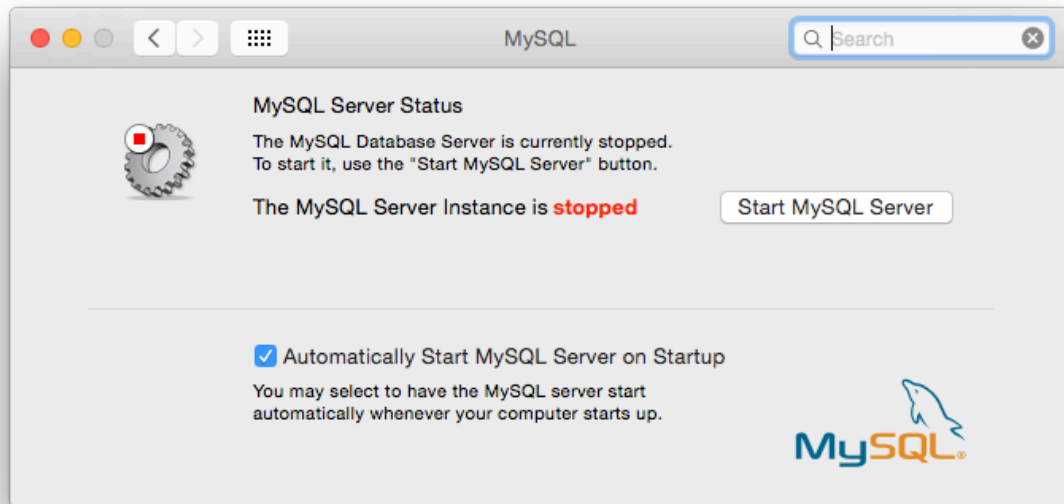 MySQL
Search
MySQL Server Status
The MySQL Database Server is currently stopped.
To start it, use the "Start MySQL Server" button.
The MySQL Server Instance is stopped
Start MySQL Server
Automatically Start MySQL Server on Startup
You may select to have the MySQL server start
automatically whenever your computer starts up.
MySQL®